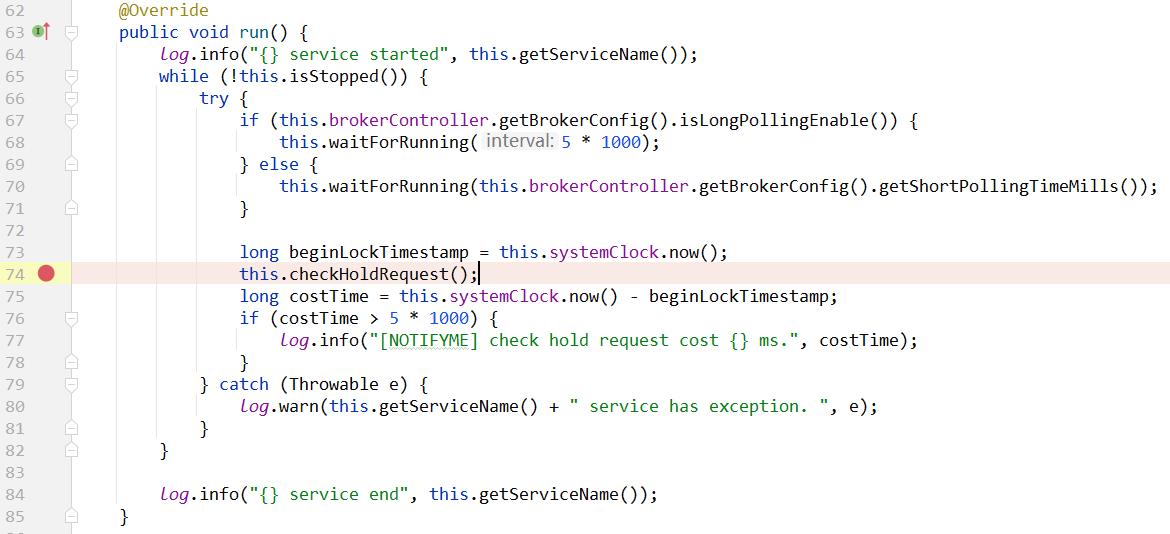 62 @Override
63 public void run() {
64 log.info("{} service started", this.getServiceName());
65 while (!this.isStopped()) {
66 try {
67 if (this.brokerController.getBrokerConfig().isLongPollingEnable()) {
68 this.waitForRunning( interval: 5 * 1000);
69 } else {
70 this.waitForRunning(this.brokerController.getBrokerConfig().getShortPollingTimeMills());
71 }
72
73 long beginLockTimestamp = this.systemClock.now();
74 this.checkHoldRequest();
75 long costTime = this.systemClock.now() - beginLockTimestamp;
76 if (costTime > 5 * 1000) {
77 log.info("[NOTIFYME] check hold request cost {} ms.", costTime);
78 }
79 } catch (Throwable e) {
80 log.warn(this.getServiceName() + " service has exception. ", e);
81 }
82 }
83
84 log.info("{} service end", this.getServiceName());
85 }